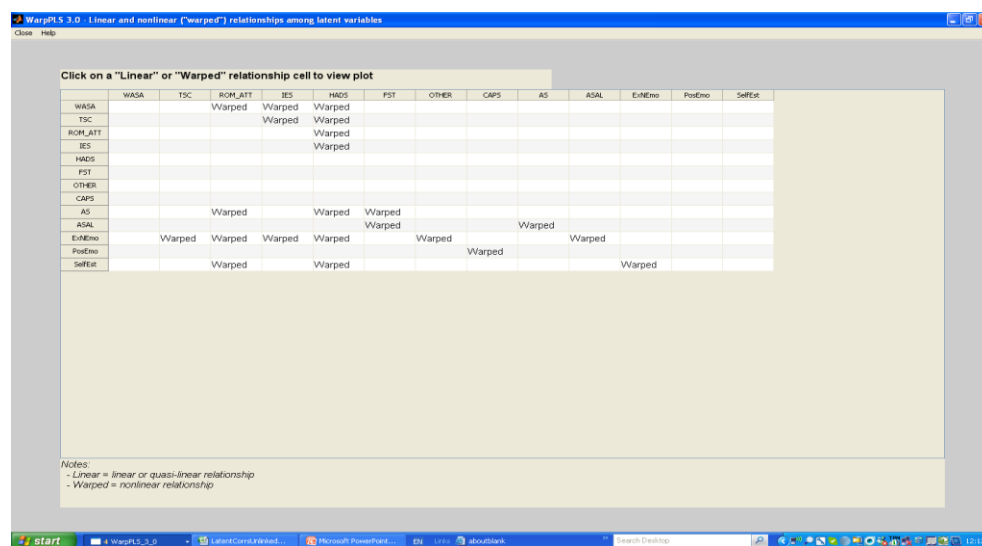 WarpPLS 3.0 - Linear and nonlinear ("warped") relationships among latent variables
Close Help
Click on a "Linear" or "Warped" relationship cell to view plot
WASA TSC ROM_ATT IES HADS FST OTHER CAPS AS ASAL ExNEmo PosEmo SelfEst
WASA Warped Warped Warped
TSC Warped Warped
ROM_ATT Warped
IES Warped
HADS
FST
OTHER
CAPS
AS Warped Warped Warped
ASAL Warped Warped
ExNEmo Warped Warped Warped Warped Warped Warped
PosEmo Warped
SelfEst Warped Warped Warped
Notes:
- Linear = linear or quasi-linear relationship
- Warped = nonlinear relationship
start 4 WarpPLS_3_0 LatentCorrsUnlinked... Microsoft PowerPoint... EN Links aboutblank Search Desktop